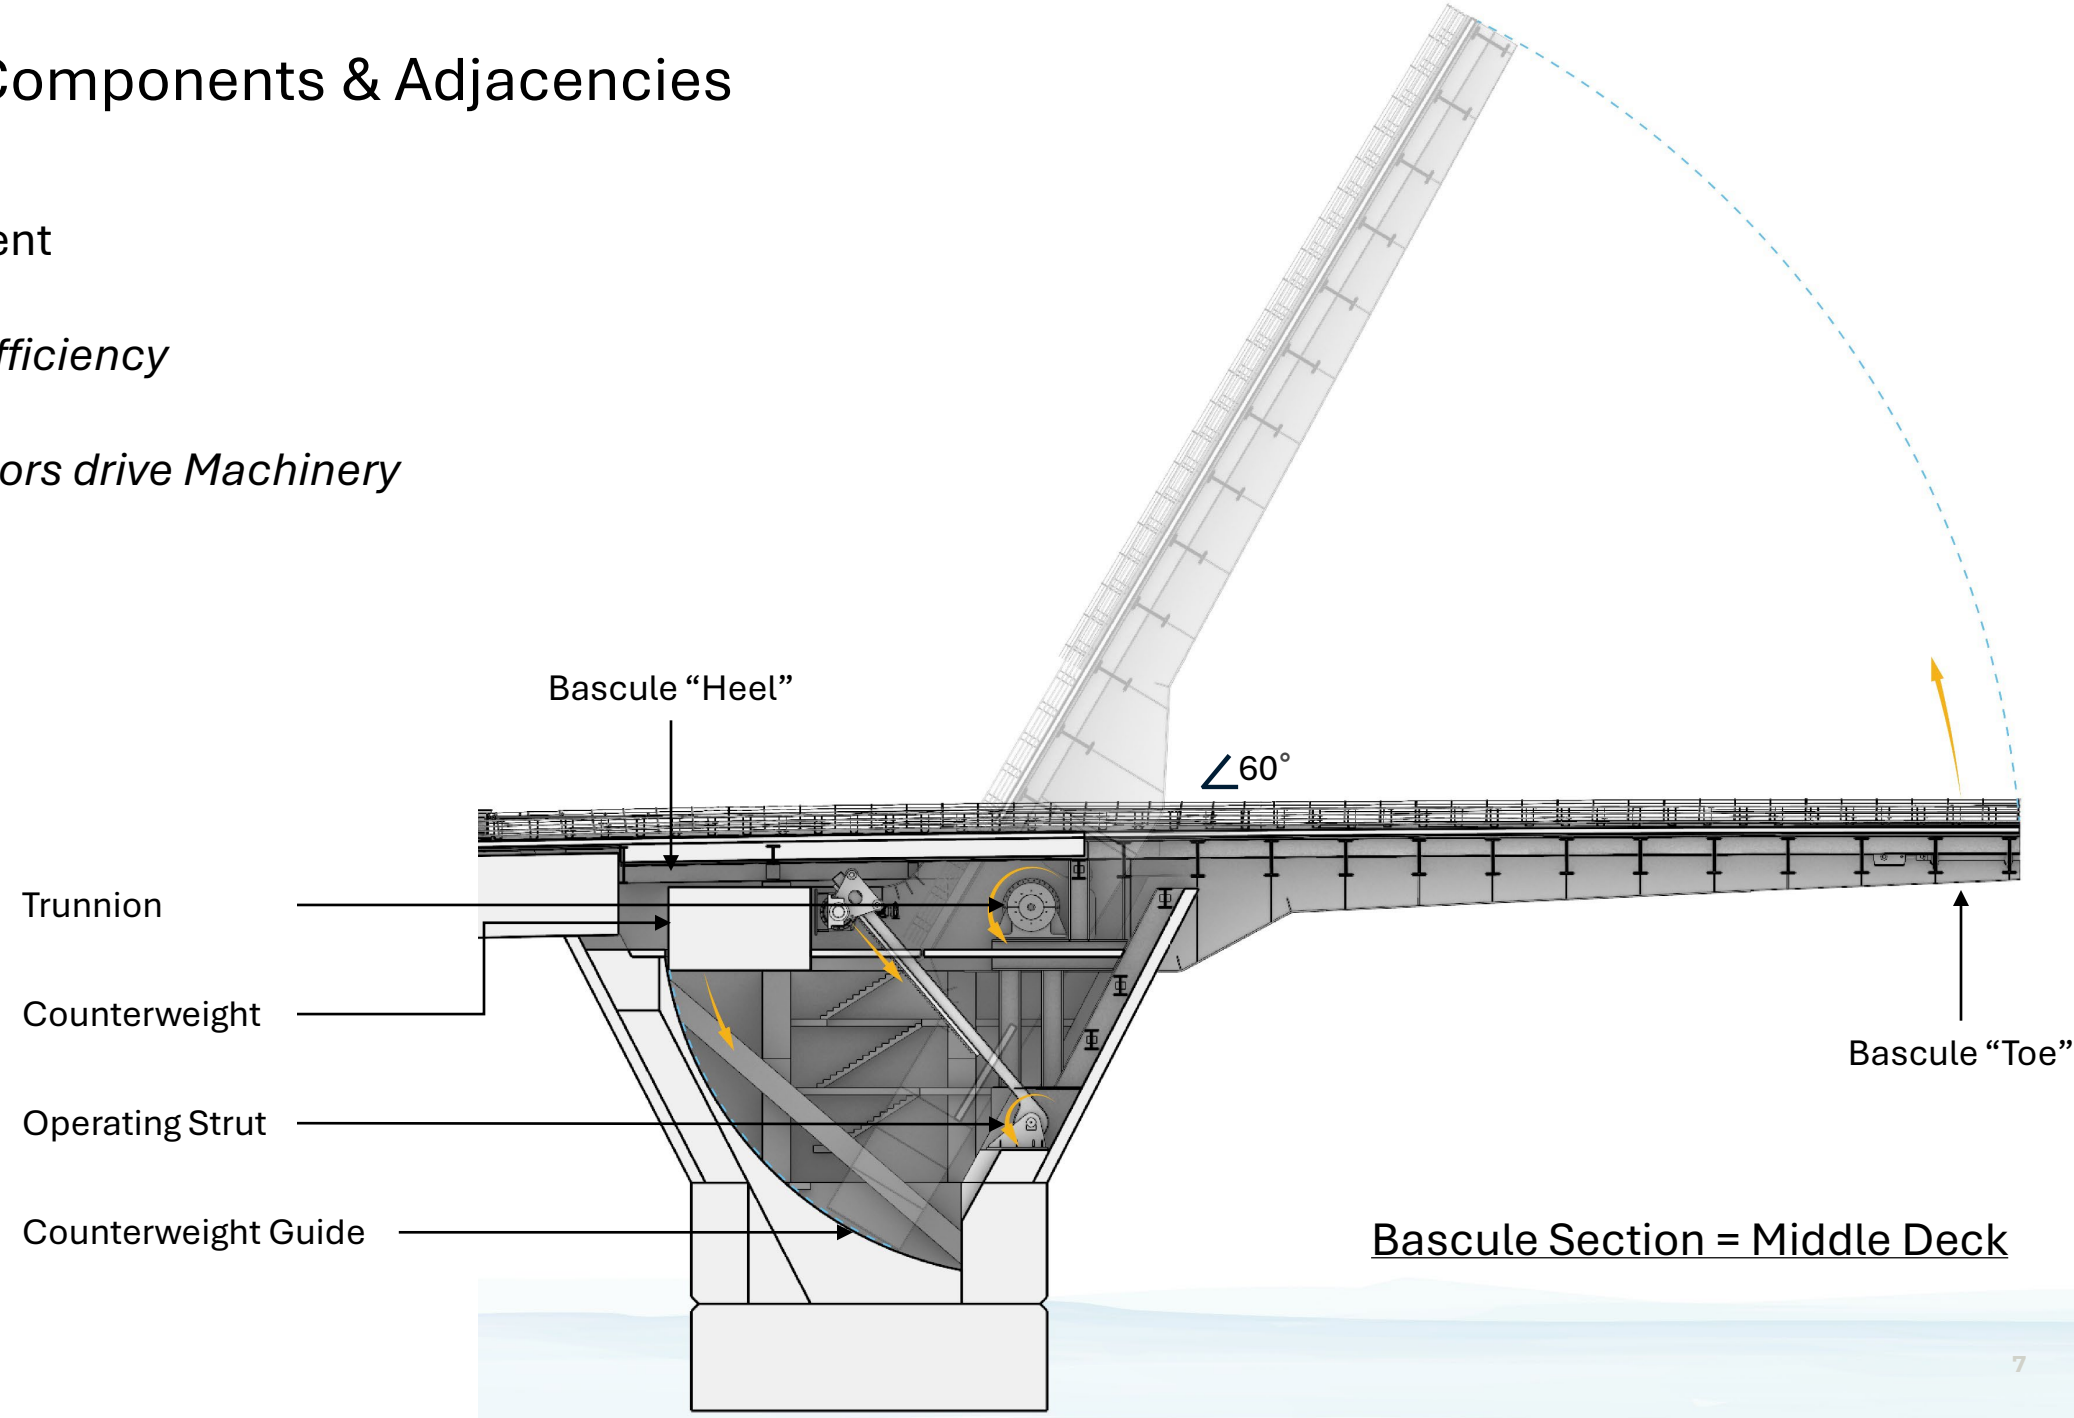 Components & Adjacencies
ent
fficiency
ors drive Machinery
Bascule “Heel”
60°
Trunnion
Counterweight
Bascule “Toe”
Operating Strut
Counterweight Guide
Bascule Section = Middle Deck
7